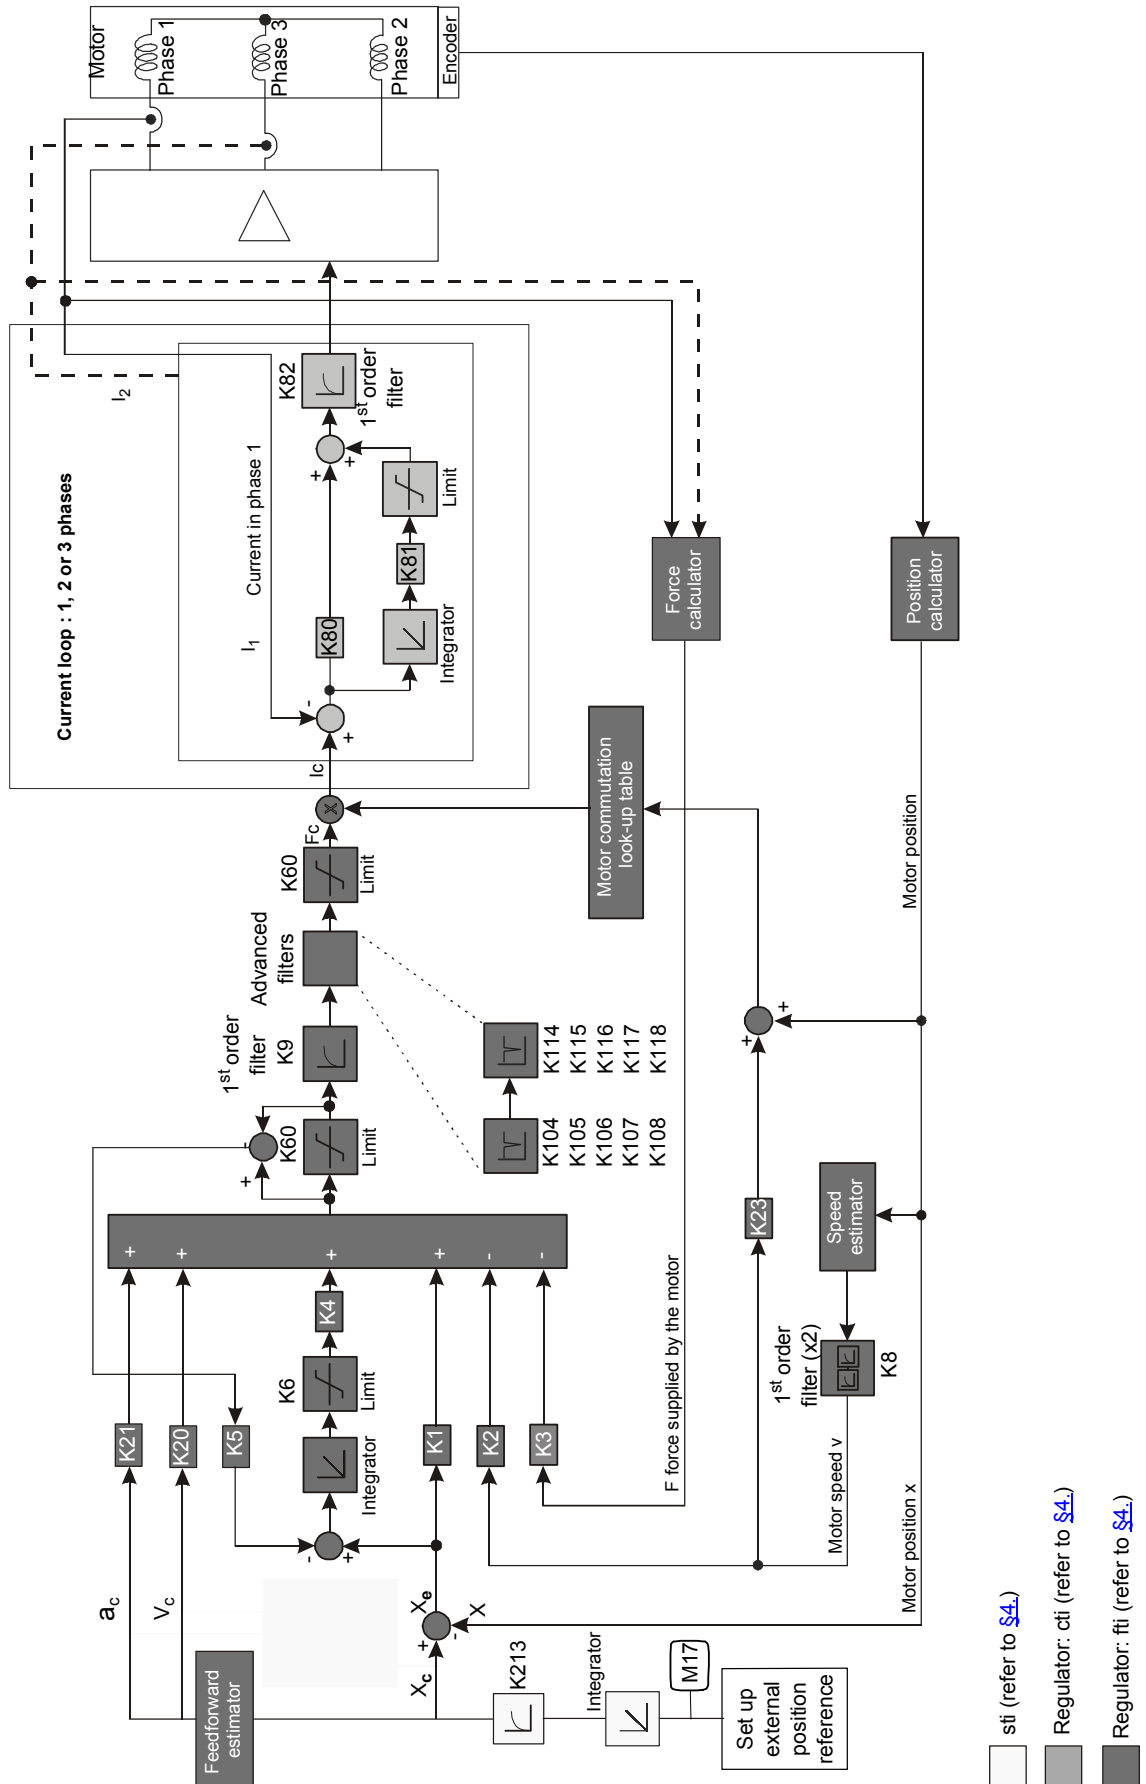 Motor
Phase 1
Phase 3
Phase 2
Encoder
Current loop : 1, 2 or 3 phases
I2
I1
Current in phase 1
K82
1st order
filter
K80
K81
Integrator
Limit
+
-
+
+
Ic
Force
calculator
Position
calculator
x
Fc
K60
Limit
Advanced
filters
1st order
filter
K9
K60
Limit
+
-
K104
K105
K106
K107
K108
K114
K115
K116
K117
K118
Motor commutation
look-up table
Motor position
+
+
K23
Speed
estimator
1st order
filter (x2)
K8
Motor speed v
F force supplied by the motor
Motor position x
+
+
+
+
-
-
K21
K20
K5
K6
K4
Limit
Integrator
K1
K2
K3
-
+
ac
Vc
Xe
X
Xc
+
-
Feedforward
estimator
K213
Integrator
M17
Set up
external
position
reference
sti (refer to §4.)
Regulator: cti (refer to §4.)
Regulator: fti (refer to §4.)